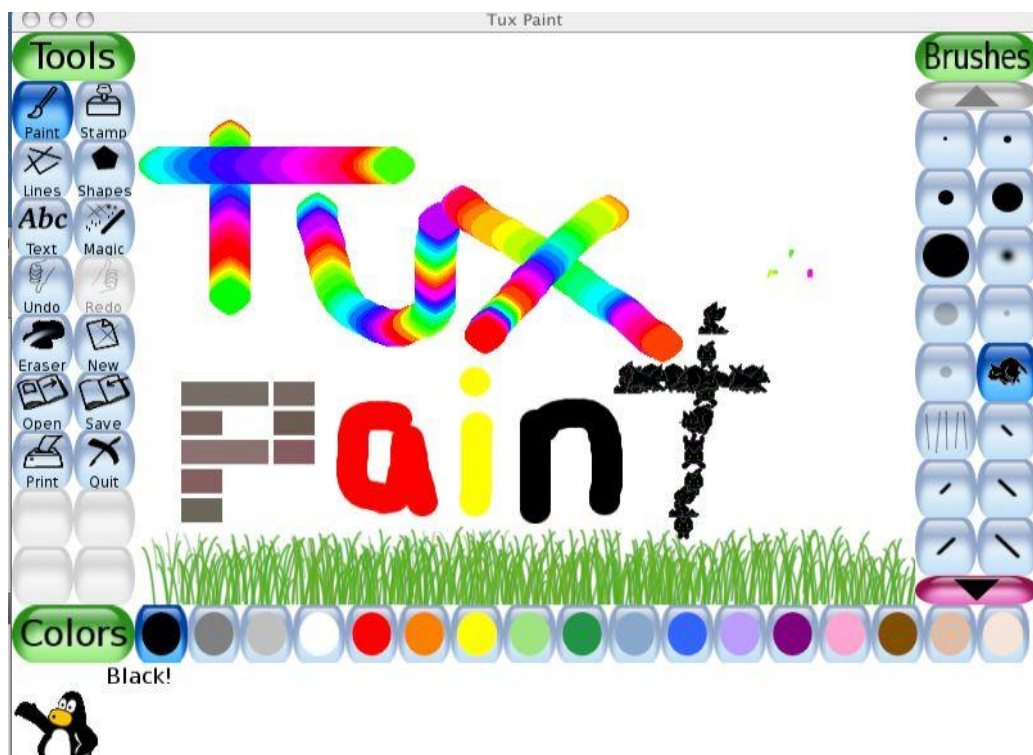 Tux Paint
Tools
Brushes
Paint Stamp
Lines Shapes
Abc
Text Magic
Undo Redo
Eraser New
Open Save
Print Quit
Tux
Paint
Colors
Black!